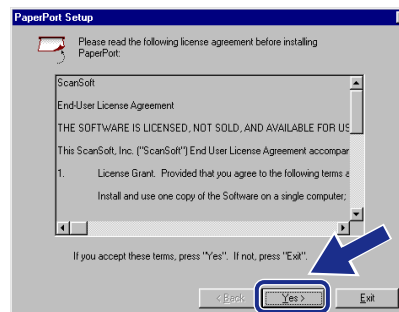 PaperPort Setup
Please read the following license agreement before installing
PaperPort:
ScanSoft
End-User License Agreement
THE SOFTWARE IS LICENSED, NOT SOLD, AND AVAILABLE FOR US
This ScanSoft, Inc. ("ScanSoft") End User License Agreement accompar
1. License Grant. Provided that you agree to the following terms a
Install and use one copy of the Software on a single computer;
If you accept these terms, press "Yes". If not, press "Exit".
< Back
Yes >
Exit